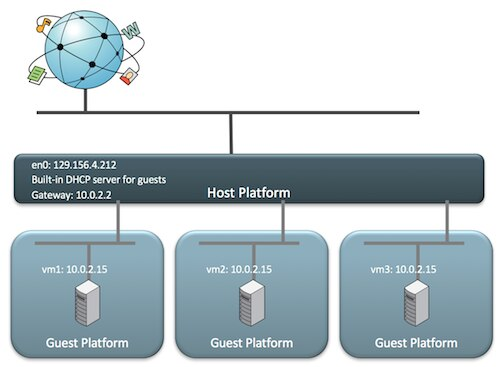 W
en0: 129.156.4.212
Built-in DHCP server for guests
Gateway: 10.0.2.2
Host Platform
vm1: 10.0.2.15
vm2: 10.0.2.15
vm3: 10.0.2.15
Guest Platform
Guest Platform
Guest Platform